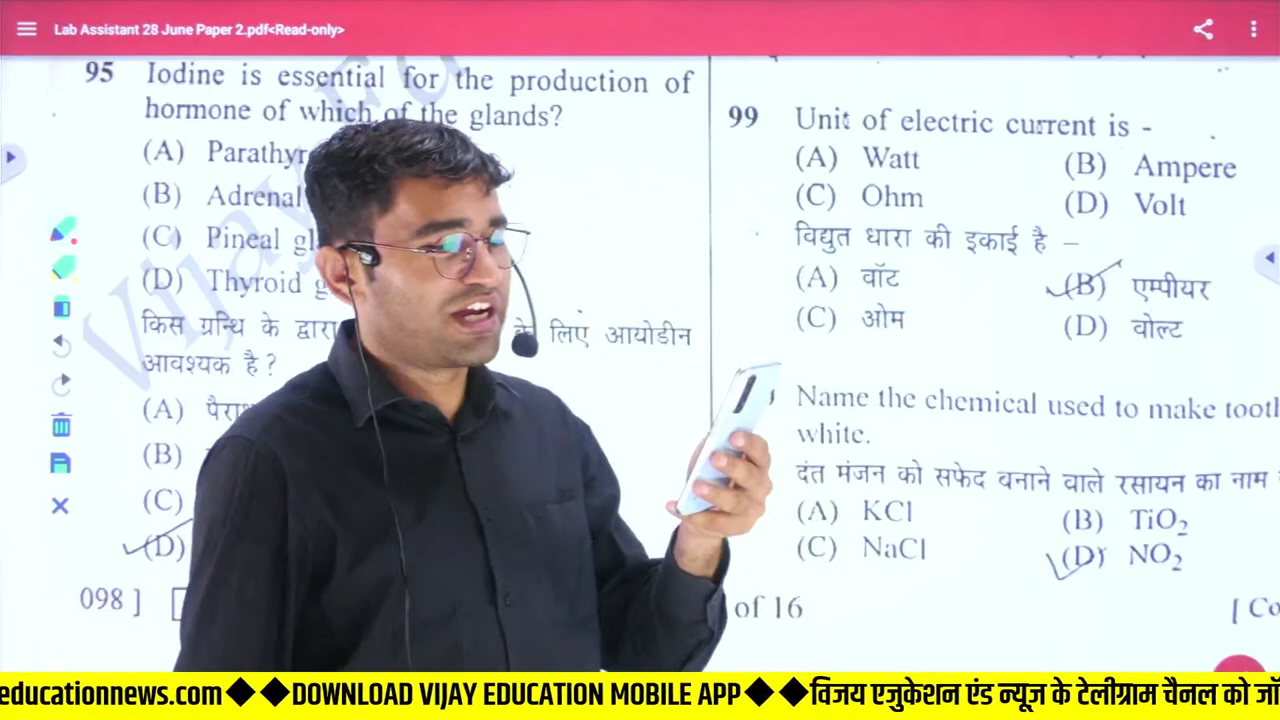 Lab Assistant 28 June Paper 2.pdf<Read-only>
95 Iodine is essential for the production of
hormone of which of the glands?
(A) Parathyr
(B) Adrenal
(C) Pineal gl
(D) Thyroid g
किस ग्रन्थि के द्वारा के लिए आयोडीन
आवश्यक है ?
(A)
(B)
(C)
(D)
098 ]
99 Unit of electric current is -
(A) Watt (B) Ampere
(C) Ohm (D) Volt
विद्युत धारा की इकाई है –
(A) वॉट (B) एम्पीयर
(C) ओम (D) वोल्ट
Name the chemical used to make tooth
white.
दंत मंजन को सफेद बनाने वाले रसायन का नाम
(A) KCl (B) TiO₂
(C) NaCl (D) NO₂
of 16 [ Co
Vijay Ed
educationnews.com◆◆DOWNLOAD VIJAY EDUCATION MOBILE APP◆◆विजय एजुकेशन एंड न्यूज के टेलीग्राम चैनल को जॉ